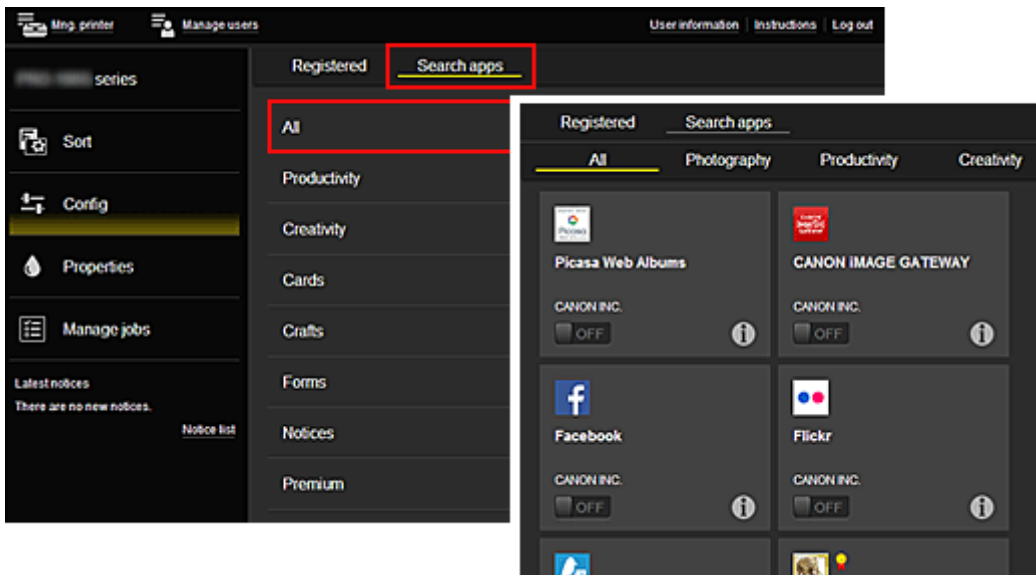 Mng. printer Manage users User information Instructions Log out
series
Registered Search apps
Sort
Config
Properties
Manage jobs
Latest notices
There are no new notices.
Notice list
All
Productivity
Creativity
Cards
Crafts
Forms
Notices
Premium
Registered Search apps
All Photography Productivity Creativity
Picasa
Picasa Web Albums
CANON INC.
OFF
CANON iMAGE GATEWAY
CANON INC.
OFF
Facebook
CANON INC.
OFF
Flickr
CANON INC.
OFF